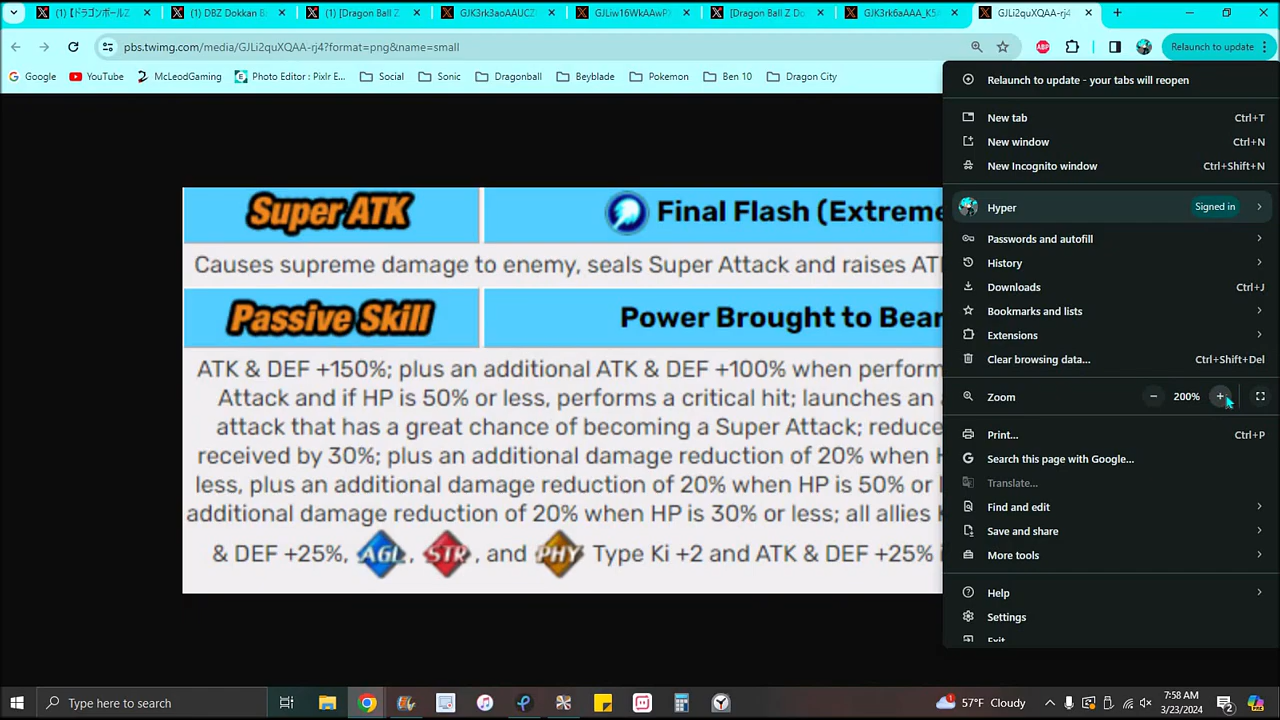 (1) 【ドラゴンボールZ
(1) DBZ Dokkan B
(1) [Dragon Ball Z
GJK3rk3aoAAUCZ
GJLiw16WkAAwP
[Dragon Ball Z Do
GJK3rk6aAAA_K5
GJLi2quXQAA-rj4?
pbs.twimg.com/media/GJLi2quXQAA-rj4?format=png&name=small
ABP
Relaunch to update
Google
YouTube
McLeodGaming
Photo Editor : Pixlr E...
Social
Sonic
Dragonball
Beyblade
Pokemon
Ben 10
Dragon City
Super ATK
Final Flash (Extreme
Causes supreme damage to enemy, seals Super Attack and raises AT
Passive Skill
Power Brought to Bear
ATK & DEF +150%; plus an additional ATK & DEF +100% when perform
Attack and if HP is 50% or less, performs a critical hit; launches an
attack that has a great chance of becoming a Super Attack; reduce
received by 30%; plus an additional damage reduction of 20% when
less, plus an additional damage reduction of 20% when HP is 50% or
additional damage reduction of 20% when HP is 30% or less; all allies
& DEF +25%, AGL, STR, and PHY Type Ki +2 and ATK & DEF +25%
Relaunch to update - your tabs will reopen
New tab Ctrl+T
New window Ctrl+N
New Incognito window Ctrl+Shift+N
Hyper Signed in
Passwords and autofill
History
Downloads Ctrl+J
Bookmarks and lists
Extensions
Clear browsing data... Ctrl+Shift+Del
Zoom − 200% +
Print... Ctrl+P
Search this page with Google...
Translate...
Find and edit
Save and share
More tools
Help
Settings
Exit
Type here to search
57°F Cloudy
7:58 AM
3/23/2024
2